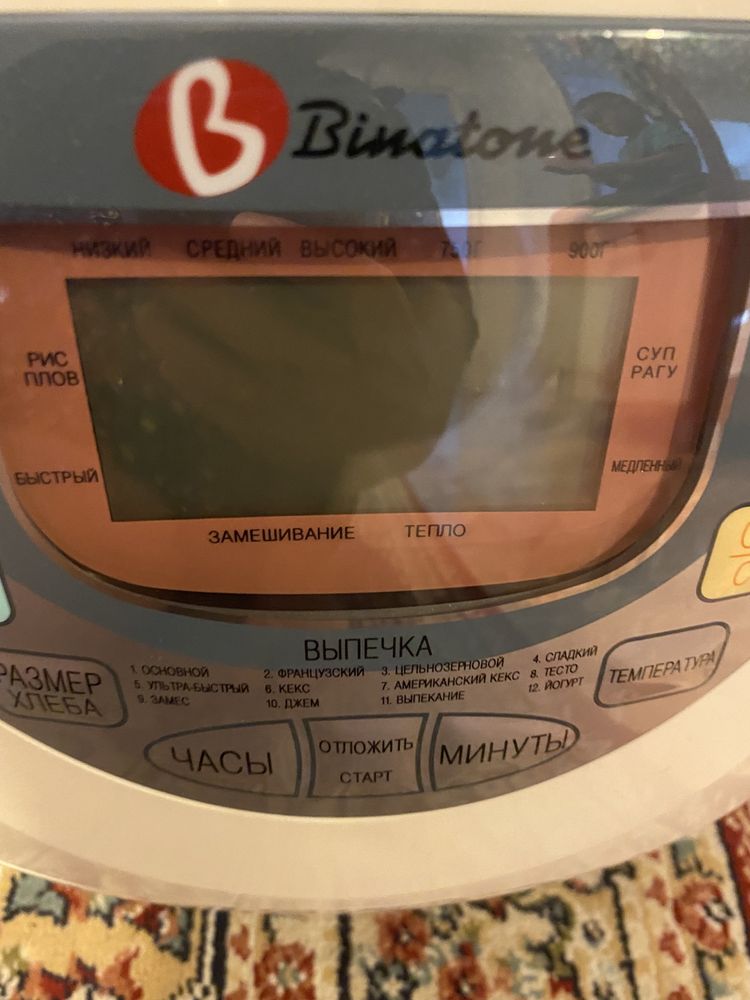 Binatone
НИЗКИЙ СРЕДНИЙ ВЫСОКИЙ 750Г 900Г
РИС
ПЛОВ
СУП
РАГУ
БЫСТРЫЙ
МЕДЛЕННЫЙ
ЗАМЕШИВАНИЕ ТЕПЛО
ВЫПЕЧКА
1. ОСНОВНОЙ 2. ФРАНЦУЗСКИЙ 3. ЦЕЛЬНОЗЕРНОВОЙ 4. СЛАДКИЙ
5. УЛЬТРА-БЫСТРЫЙ 6. КЕКС 7. АМЕРИКАНСКИЙ КЕКС 8. ТЕСТО
9. ЗАМЕС 10. ДЖЕМ 11. ВЫПЕКАНИЕ 12. ЙОГУРТ
РАЗМЕР
ХЛЕБА
ТЕМПЕРАТУРА
ЧАСЫ
ОТЛОЖИТЬ
СТАРТ
МИНУТЫ